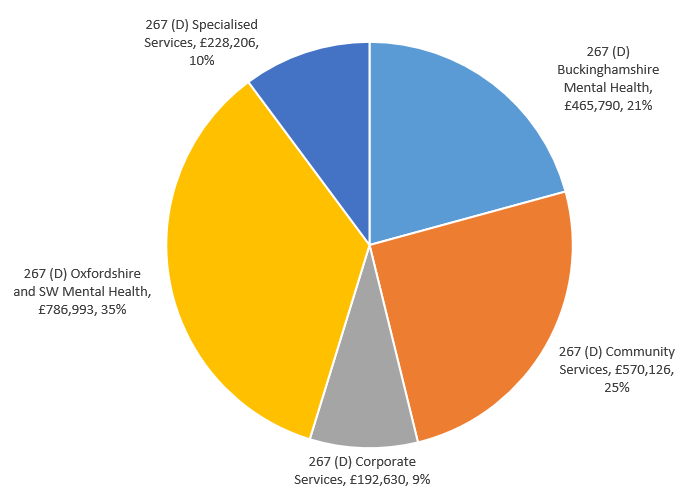 267 (D) Specialised
Services, £228,206,
10%
267 (D)
Buckinghamshire
Mental Health,
£465,790, 21%
267 (D) Oxfordshire
and SW Mental Health,
£786,993, 35%
267 (D) Community
Services, £570,126,
25%
267 (D) Corporate
Services, £192,630, 9%